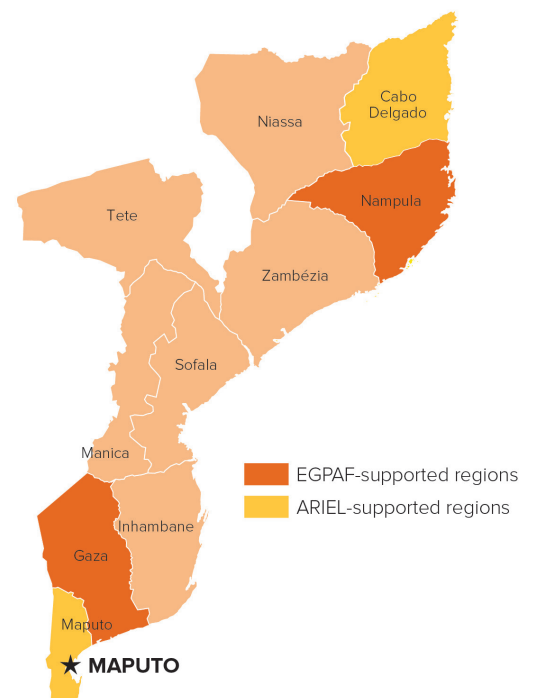 Cabo
Delgado
Niassa
Nampula
Tete
Zambézia
Sofala
Manica
EGPAF-supported regions
ARIEL-supported regions
Inhambane
Gaza
Maputo
MAPUTO